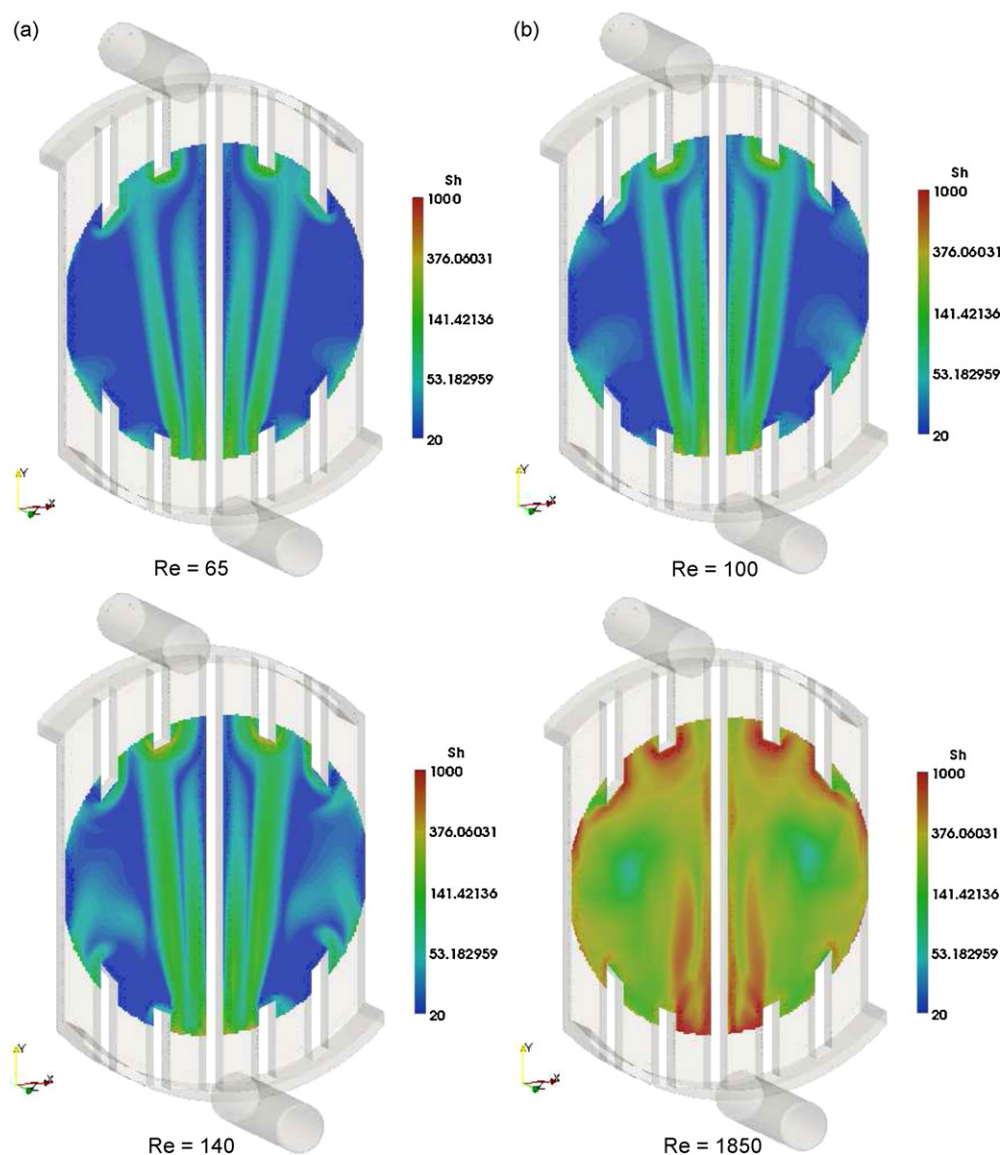 (a)
(b)
Sh
1000
376.06031
141.42136
53.182959
20
Y
X
Re = 65
Sh
1000
376.06031
141.42136
53.182959
20
Y
X
Re = 100
Sh
1000
376.06031
141.42136
53.182959
20
Y
X
Re = 140
Sh
1000
376.06031
141.42136
53.182959
20
Y
X
Re = 1850